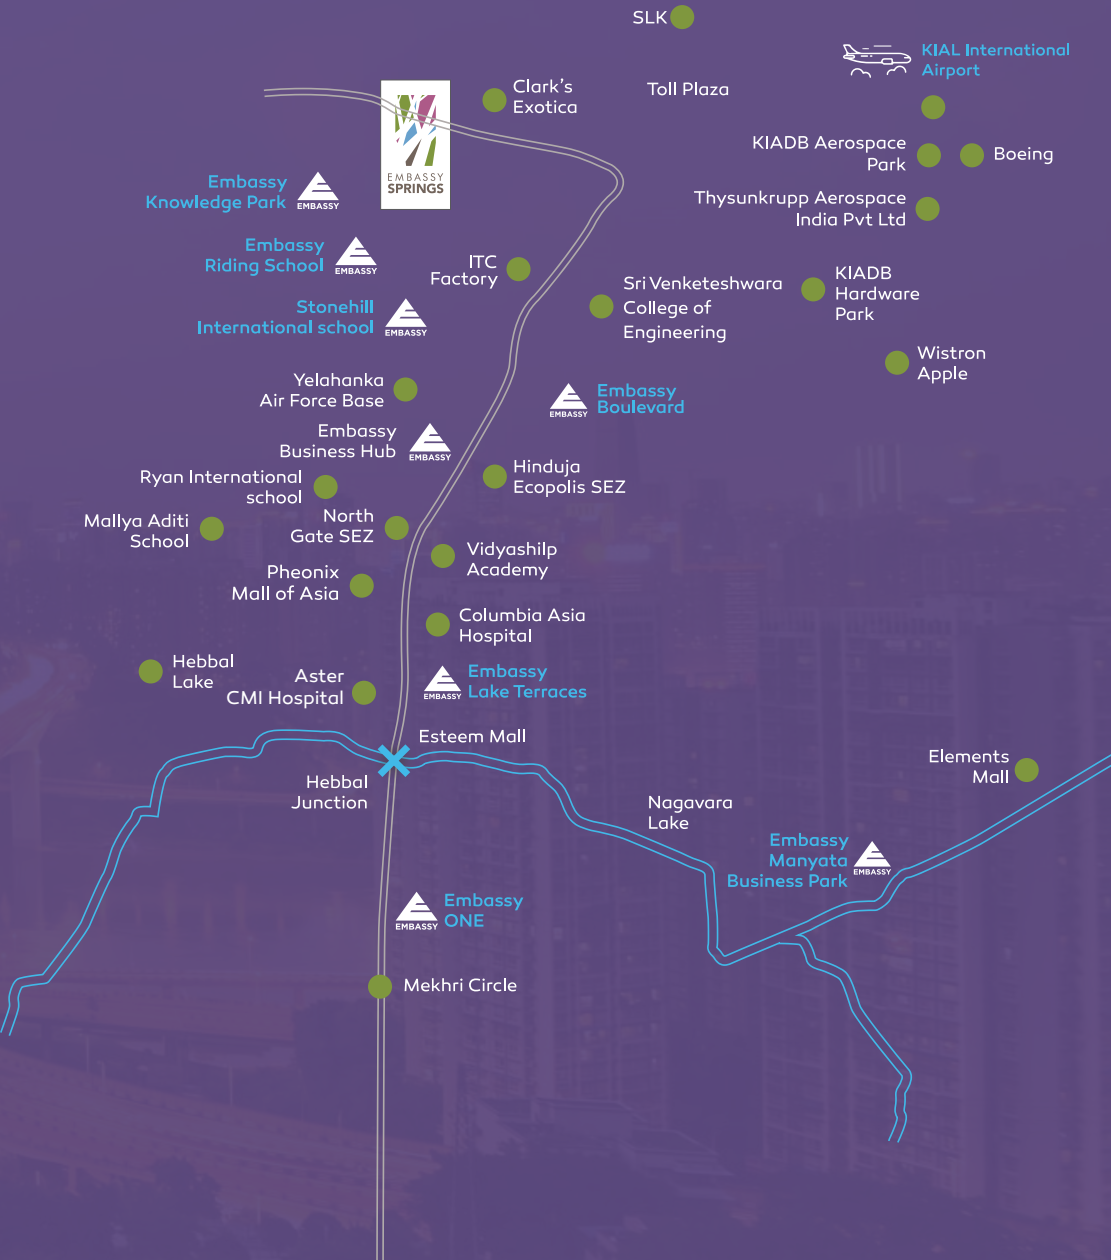 SLK
KIAL International
Airport
Clark's
Exotica
Toll Plaza
EMBASSY
SPRINGS
KIADB Aerospace
Park
Boeing
Embassy
Knowledge Park
EMBASSY
Thysunkrupp Aerospace
India Pvt Ltd
Embassy
Riding School
EMBASSY
ITC
Factory
Sri Venketeshwara
College of
Engineering
KIADB
Hardware
Park
Stonehill
International school
EMBASSY
Wistron
Apple
Yelahanka
Air Force Base
EMBASSY
Embassy
Boulevard
Embassy
Business Hub
EMBASSY
Ryan International
school
Hinduja
Ecopolis SEZ
Mallya Aditi
School
North
Gate SEZ
Vidyashilp
Academy
Pheonix
Mall of Asia
Columbia Asia
Hospital
Hebbal
Lake
Aster
CMI Hospital
EMBASSY
Embassy
Lake Terraces
Esteem Mall
Elements
Mall
Hebbal
Junction
Nagavara
Lake
Embassy
Manyata
Business Park
EMBASSY
EMBASSY
Embassy
ONE
Mekhri Circle